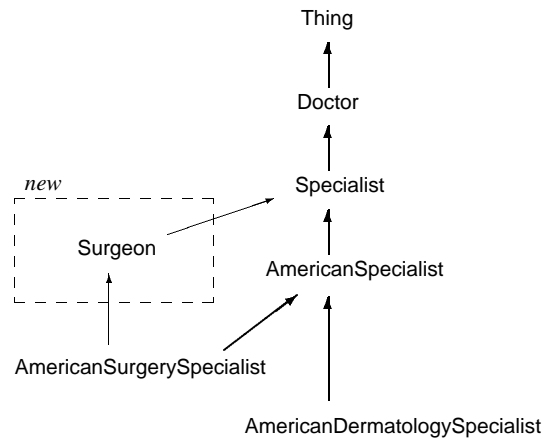 Thing
Doctor
new
Specialist
Surgeon
AmericanSpecialist
AmericanSurgerySpecialist
AmericanDermatologySpecialist